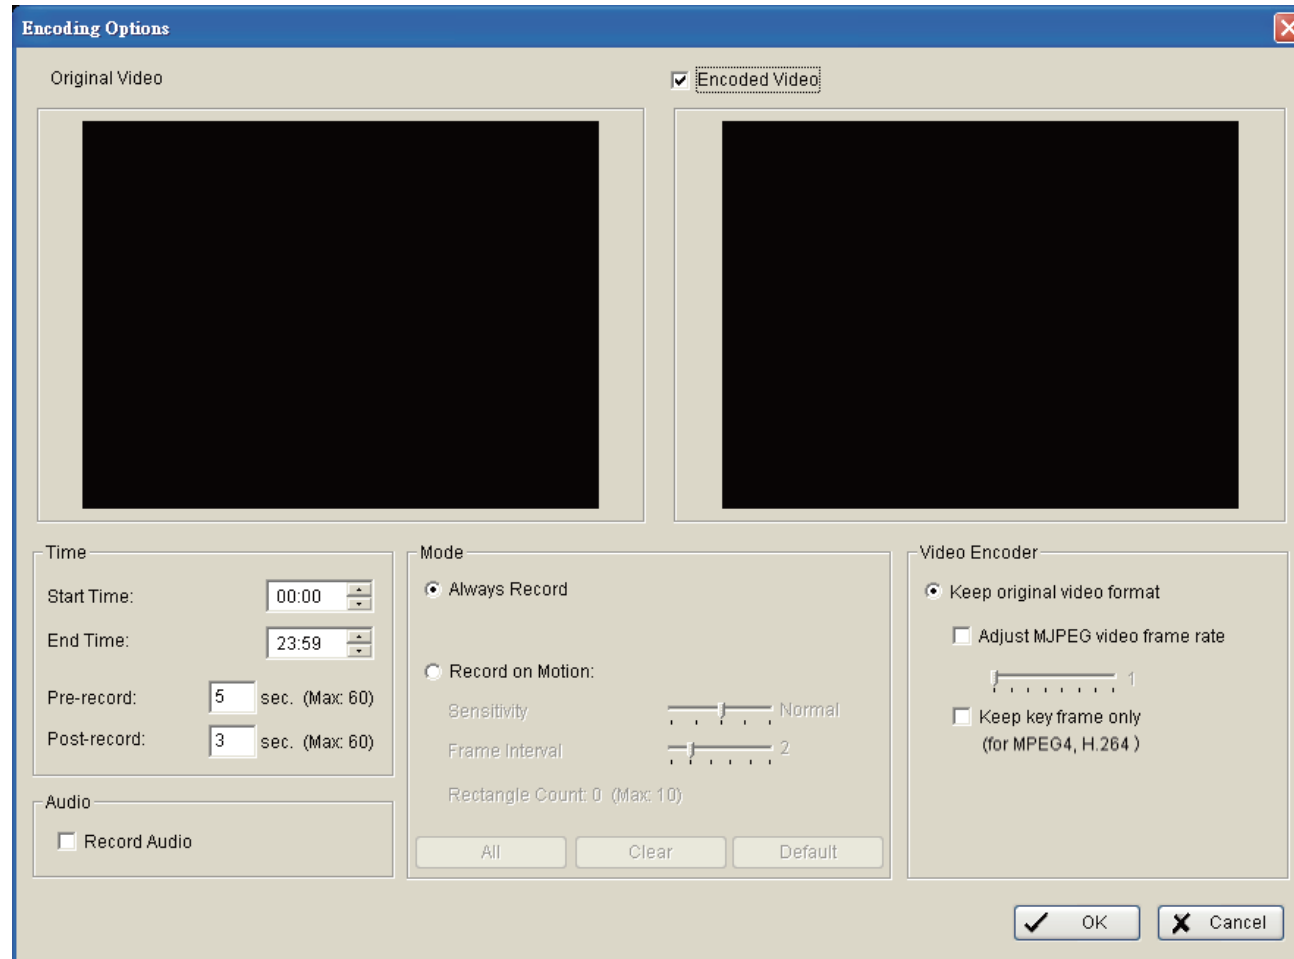 Encoding Options
Original Video
Encoded Video
Time
Start Time: 00:00
End Time: 23:59
Pre-record: 5 sec. (Max: 60)
Post-record: 3 sec. (Max: 60)
Audio
Record Audio
Mode
Always Record
Record on Motion:
Sensitivity Normal
Frame Interval 2
Rectangle Count: 0 (Max: 10)
All Clear Default
Video Encoder
Keep original video format
Adjust MJPEG video frame rate
1
Keep key frame only
(for MPEG4, H.264 )
OK Cancel